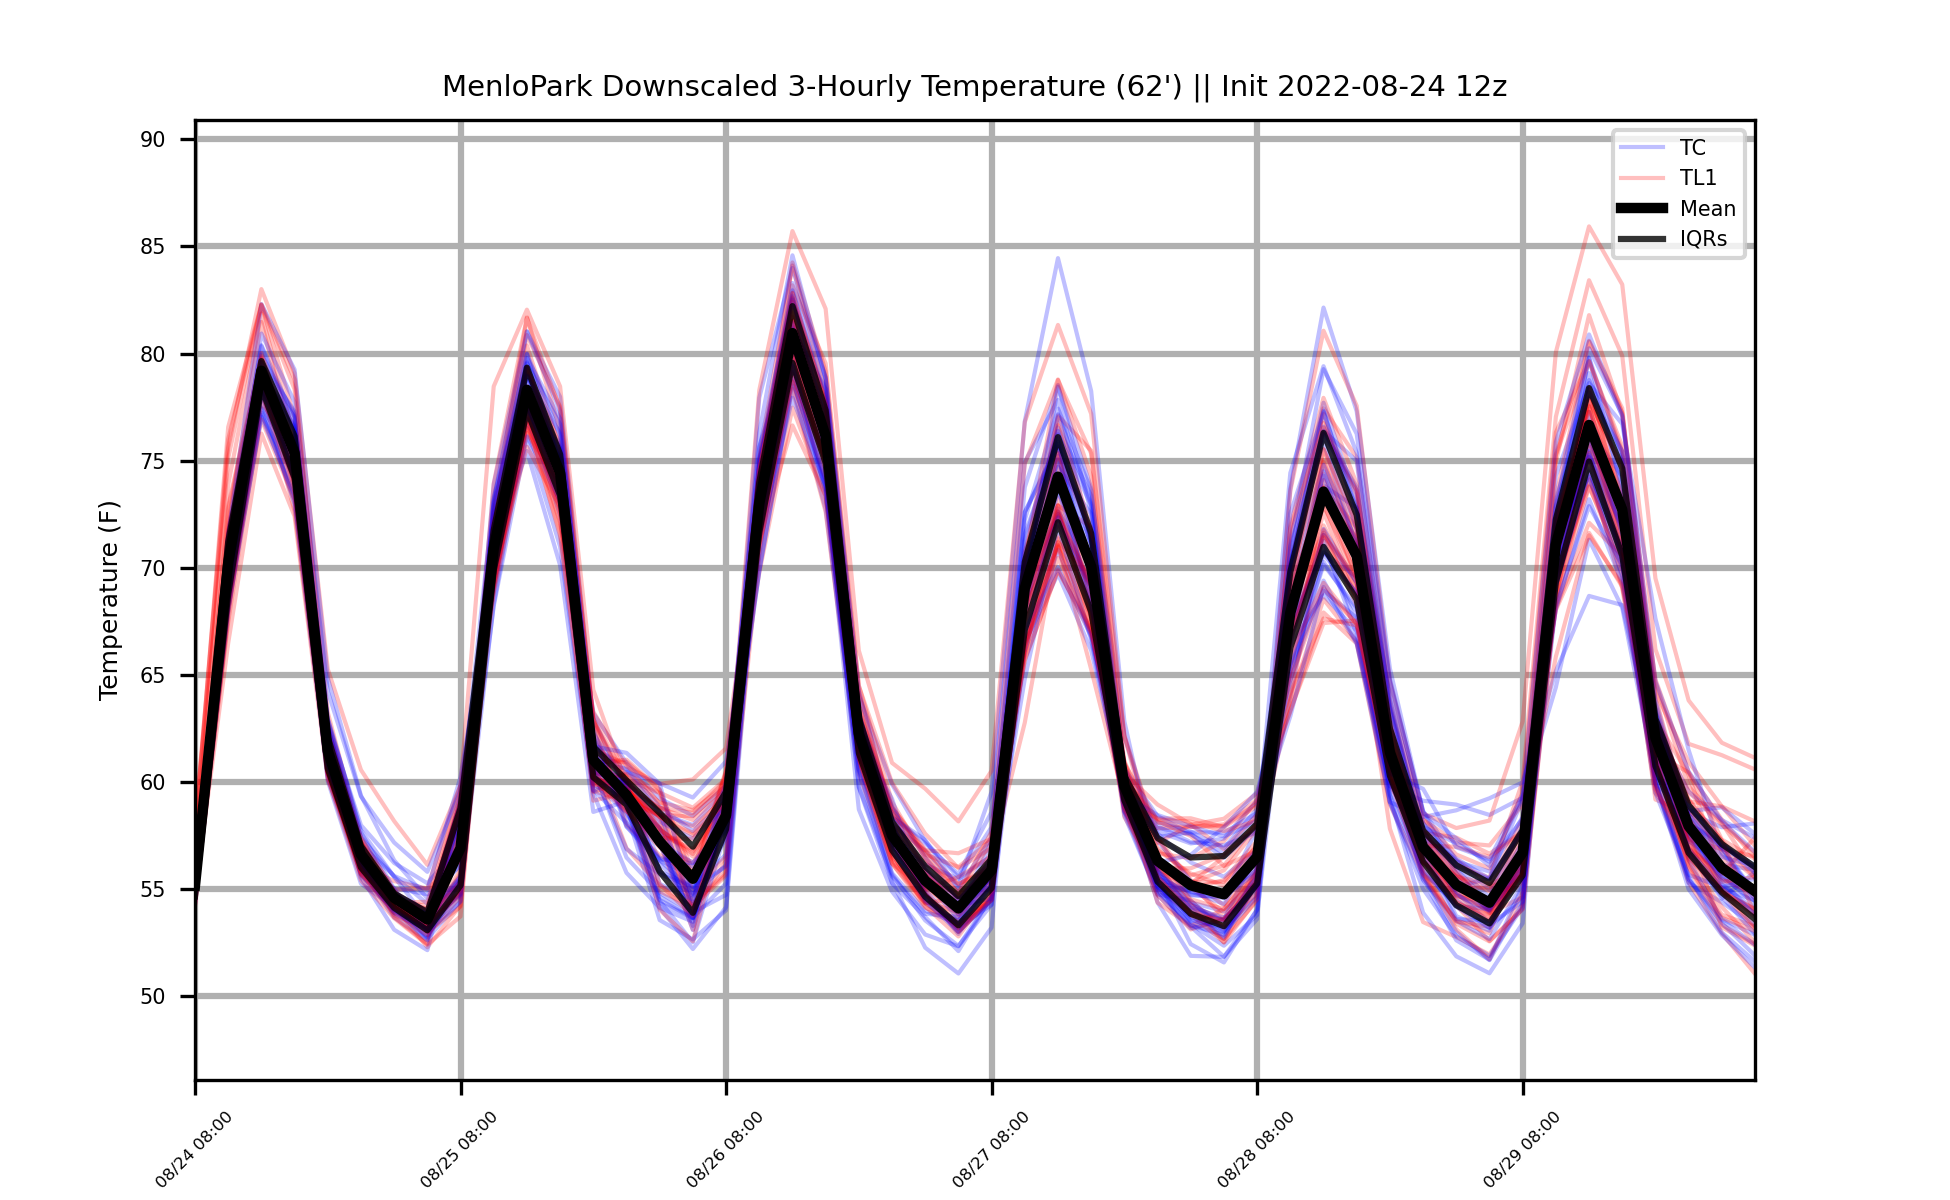 MenloPark Downscaled 3-Hourly Temperature (62') || Init 2022-08-24 12z
TC
TL1
Mean
IQRs
Temperature (F)
90
85
80
75
70
65
60
55
50
08/24 08:00
08/25 08:00
08/26 08:00
08/27 08:00
08/28 08:00
08/29 08:00